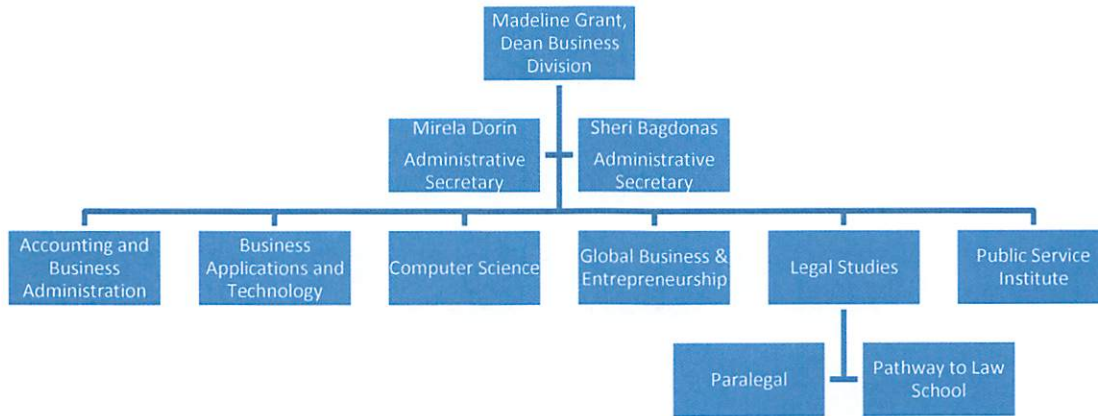 Madeline Grant,
Dean Business
Division
Mirela Dorin
Administrative
Secretary
Sheri Bagdonas
Administrative
Secretary
Accounting and
Business
Administration
Business
Applications and
Technology
Computer Science
Global Business &
Entrepreneurship
Legal Studies
Public Service
Institute
Paralegal
Pathway to Law
School